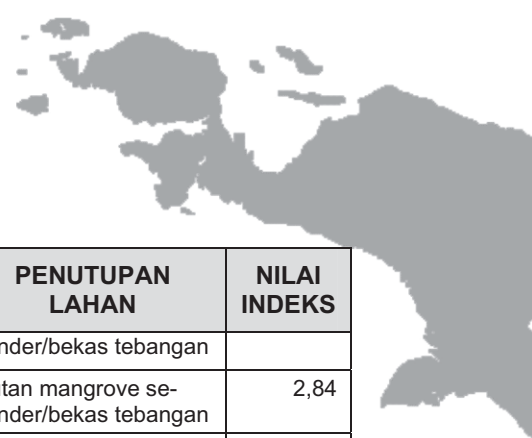 PENUTUPAN
LAHAN
NILAI
INDEKS
nder/bekas tebangan
tan mangrove se-
nder/bekas tebangan
2,84